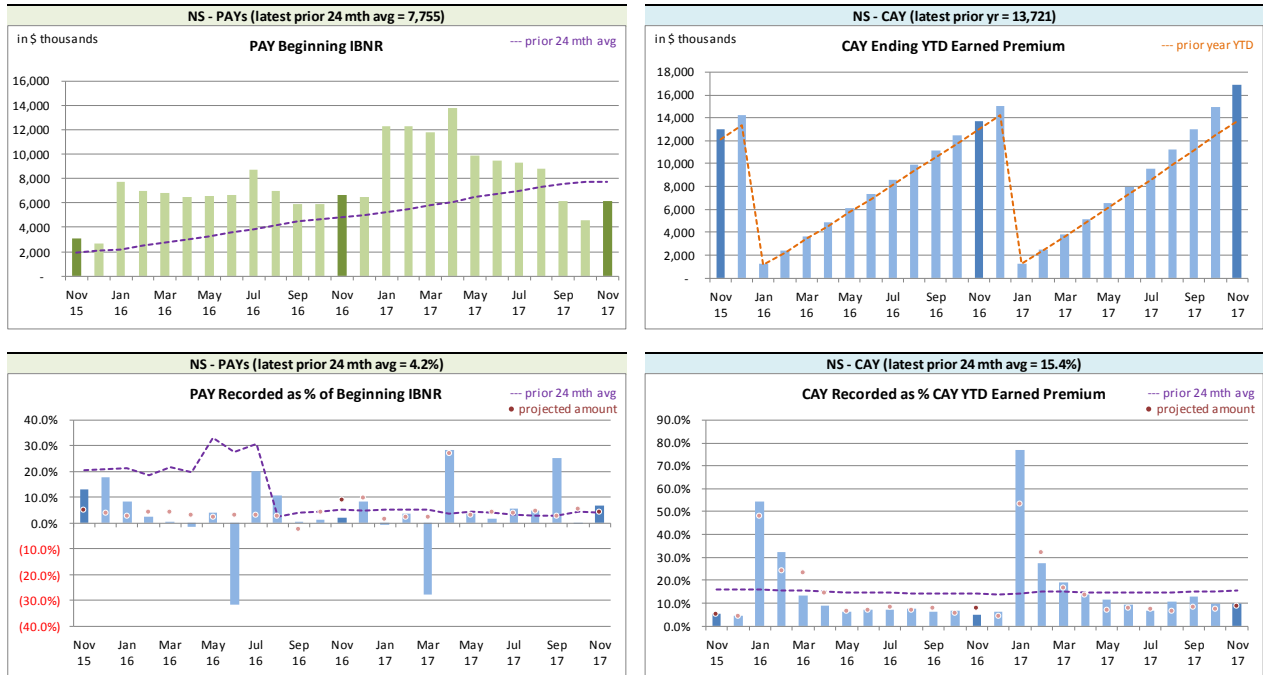 NS - PAYs (latest prior 24 mth avg = 7,755)
in $ thousands
PAY Beginning IBNR
--- prior 24 mth avg
16,000
14,000
12,000
10,000
8,000
6,000
4,000
2,000
-
Nov Jan Mar May Jul Sep Nov Jan Mar May Jul Sep Nov
15 16 16 16 16 16 16 17 17 17 17 17 17
NS - CAY (latest prior yr = 13,721)
in $ thousands
CAY Ending YTD Earned Premium
--- prior year YTD
18,000
16,000
14,000
12,000
10,000
8,000
6,000
4,000
2,000
-
Nov Jan Mar May Jul Sep Nov Jan Mar May Jul Sep Nov
15 16 16 16 16 16 16 17 17 17 17 17 17
NS - PAYs (latest prior 24 mth avg = 4.2%)
PAY Recorded as % of Beginning IBNR
--- prior 24 mth avg
● projected amount
40.0%
30.0%
20.0%
10.0%
0.0%
(10.0%)
(20.0%)
(30.0%)
(40.0%)
Nov Jan Mar May Jul Sep Nov Jan Mar May Jul Sep Nov
15 16 16 16 16 16 16 17 17 17 17 17 17
NS - CAY (latest prior 24 mth avg = 15.4%)
CAY Recorded as % CAY YTD Earned Premium
--- prior 24 mth avg
● projected amount
90.0%
80.0%
70.0%
60.0%
50.0%
40.0%
30.0%
20.0%
10.0%
0.0%
Nov Jan Mar May Jul Sep Nov Jan Mar May Jul Sep Nov
15 16 16 16 16 16 16 17 17 17 17 17 17